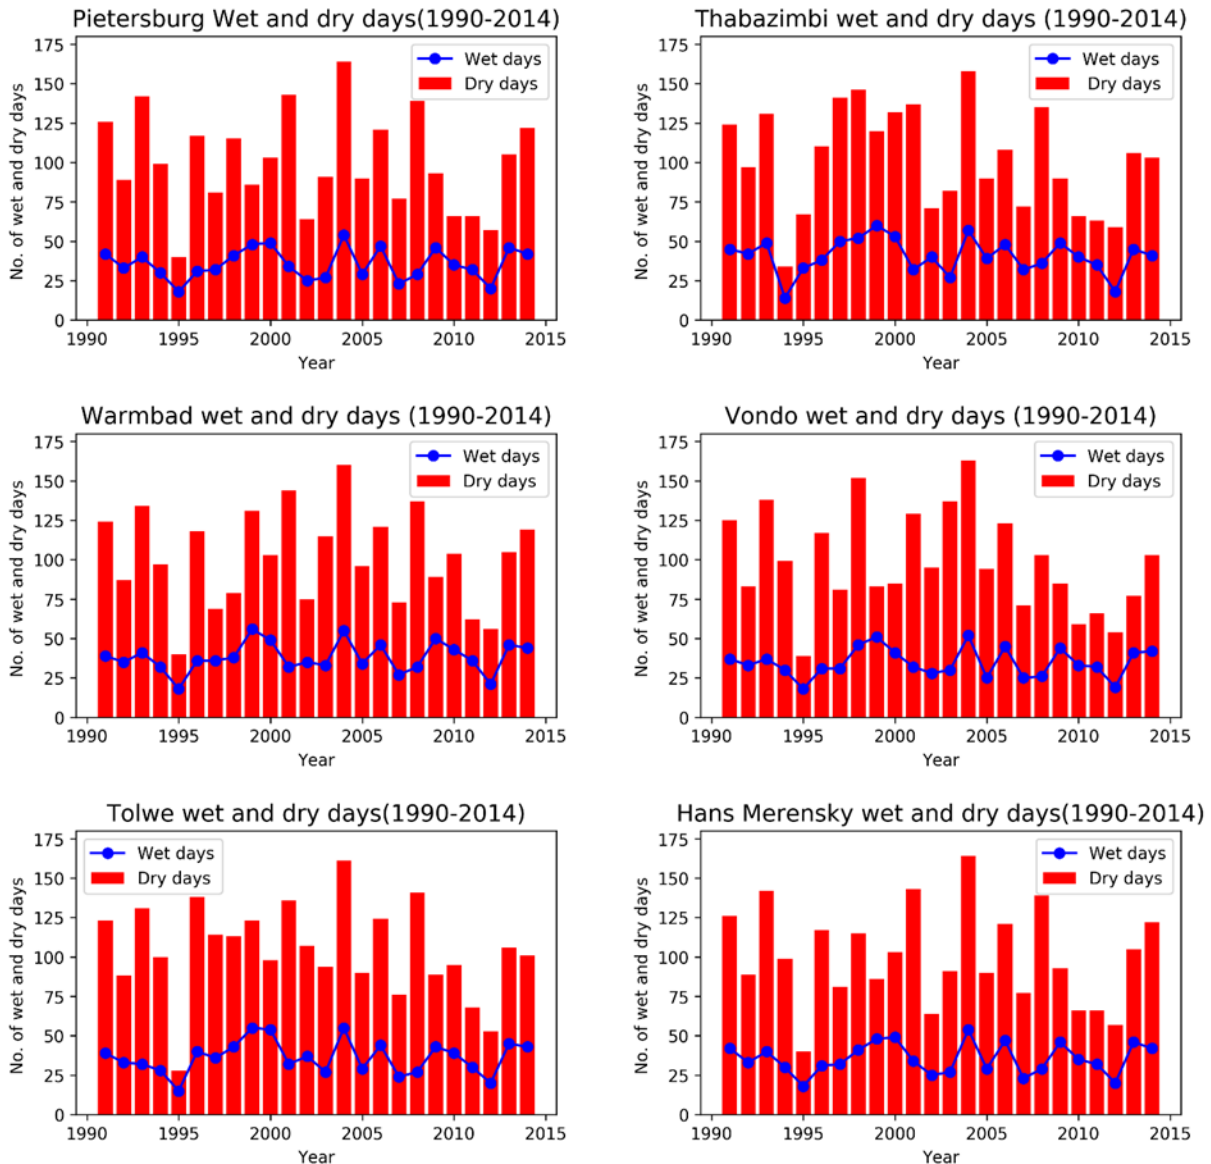 Pietersburg Wet and dry days(1990-2014)
No. of wet and dry days
175
150
125
100
75
50
25
0
Wet days
Dry days
1990 1995 2000 2005 2010 2015
Year
Thabazimbi wet and dry days (1990-2014)
No. of wet and dry days
175
150
125
100
75
50
25
0
Wet days
Dry days
1990 1995 2000 2005 2010 2015
Year
Warmbad wet and dry days (1990-2014)
No. of wet and dry days
175
150
125
100
75
50
25
0
Wet days
Dry days
1990 1995 2000 2005 2010 2015
Year
Vondo wet and dry days (1990-2014)
No. of wet and dry days
175
150
125
100
75
50
25
0
Wet days
Dry days
1990 1995 2000 2005 2010 2015
Year
Tolwe wet and dry days(1990-2014)
No. of wet and dry days
175
150
125
100
75
50
25
0
Wet days
Dry days
1990 1995 2000 2005 2010 2015
Year
Hans Merensky wet and dry days(1990-2014)
No. of wet and dry days
175
150
125
100
75
50
25
0
Wet days
Dry days
1990 1995 2000 2005 2010 2015
Year